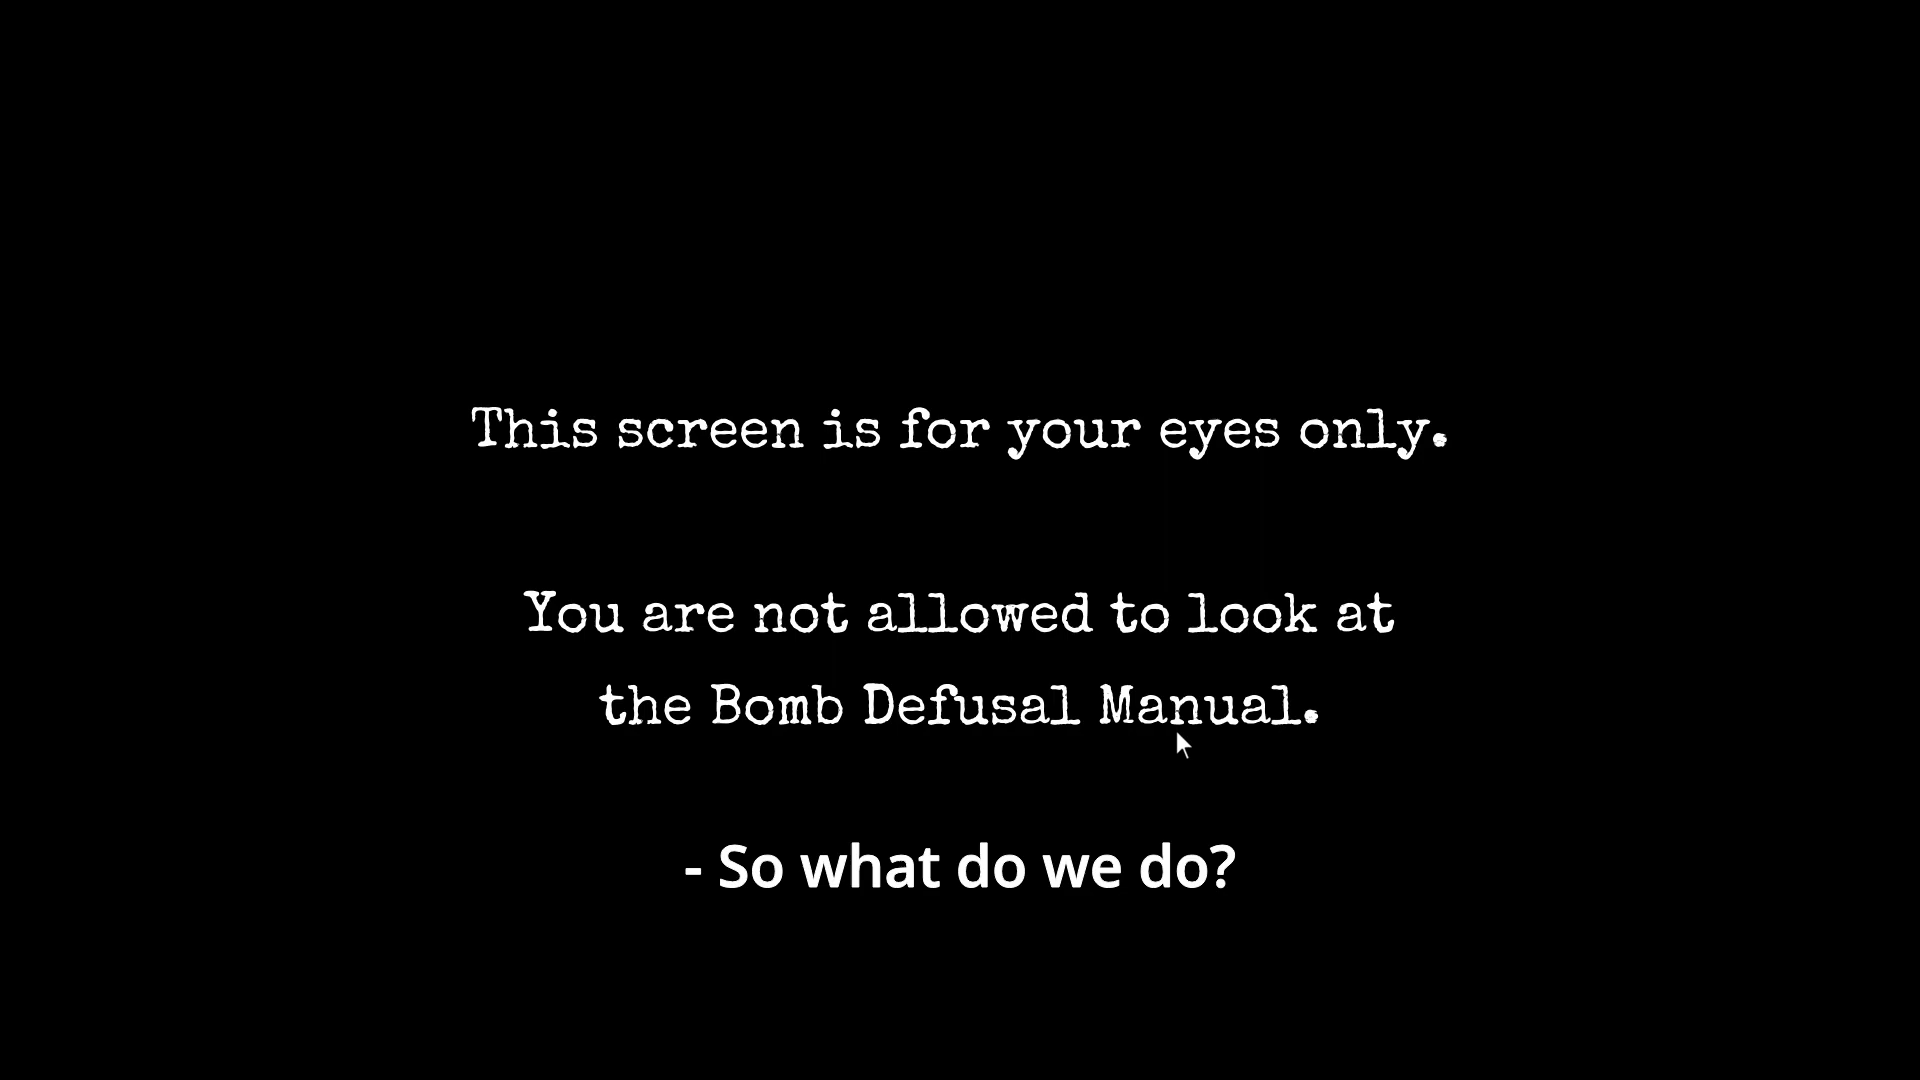 This screen is for your eyes only.
You are not allowed to look at
the Bomb Defusal Manual.
- So what do we do?